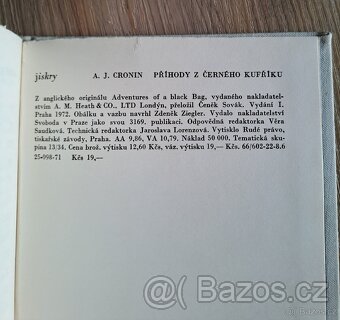 jiskry A. J. CRONIN PŘÍHODY Z ČERNÉHO KUFŘÍKU
Z anglického originálu Adventures of a black Bag, vydaného nakladatel-
stvím A. M. Heath & CO., LTD Londýn, přeložil Čeněk Sovák. Vydání I,
Praha 1972. Obálku a vazbu navrhl Zdeněk Ziegler. Vydalo nakladatelství
Svoboda v Praze jako svou 3169. publikaci. Odpovědná redaktorka Věra
Saudková. Technická redaktorka Jaroslava Lorenzová. Vytisklo Rudé právo,
tiskařské závody, Praha. AA 9,86, VA 10,79. Náklad 50 000. Tematická sku-
pina 13/34. Cena brož. výtisku 12,60 Kčs, váz. výtisku 19,— Kčs. 66/602-22-8.6
25-098-71 Kčs 19,—
Bazoš.cz